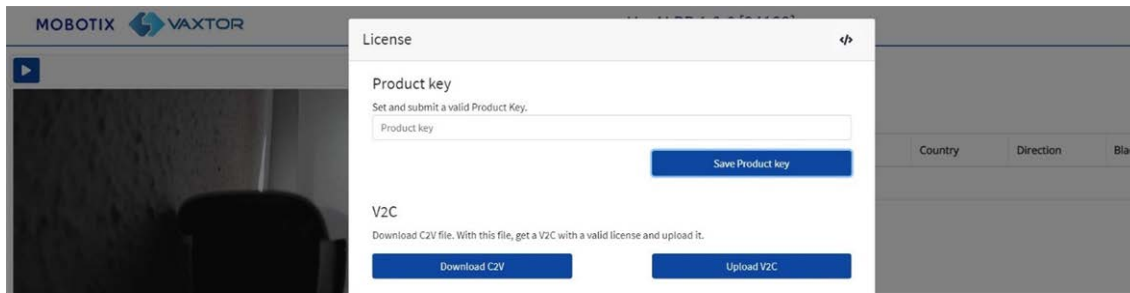 MOBOTIX VAXTOR
License
</>
Product key
Set and submit a valid Product Key.
Product key
Save Product key
Country Direction
V2C
Download C2V file. With this file, get a V2C with a valid license and upload it.
Download C2V Upload V2C